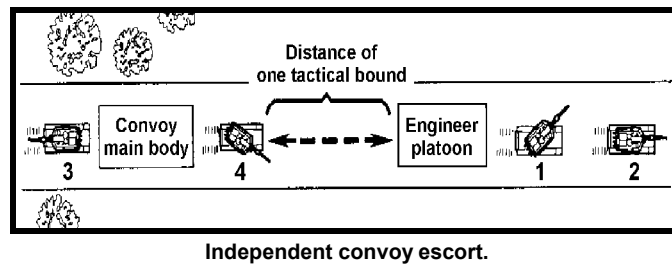 Distance of
one tactical bound
Convoy
main body
Engineer
platoon
3
4
1
2
Independent convoy escort.